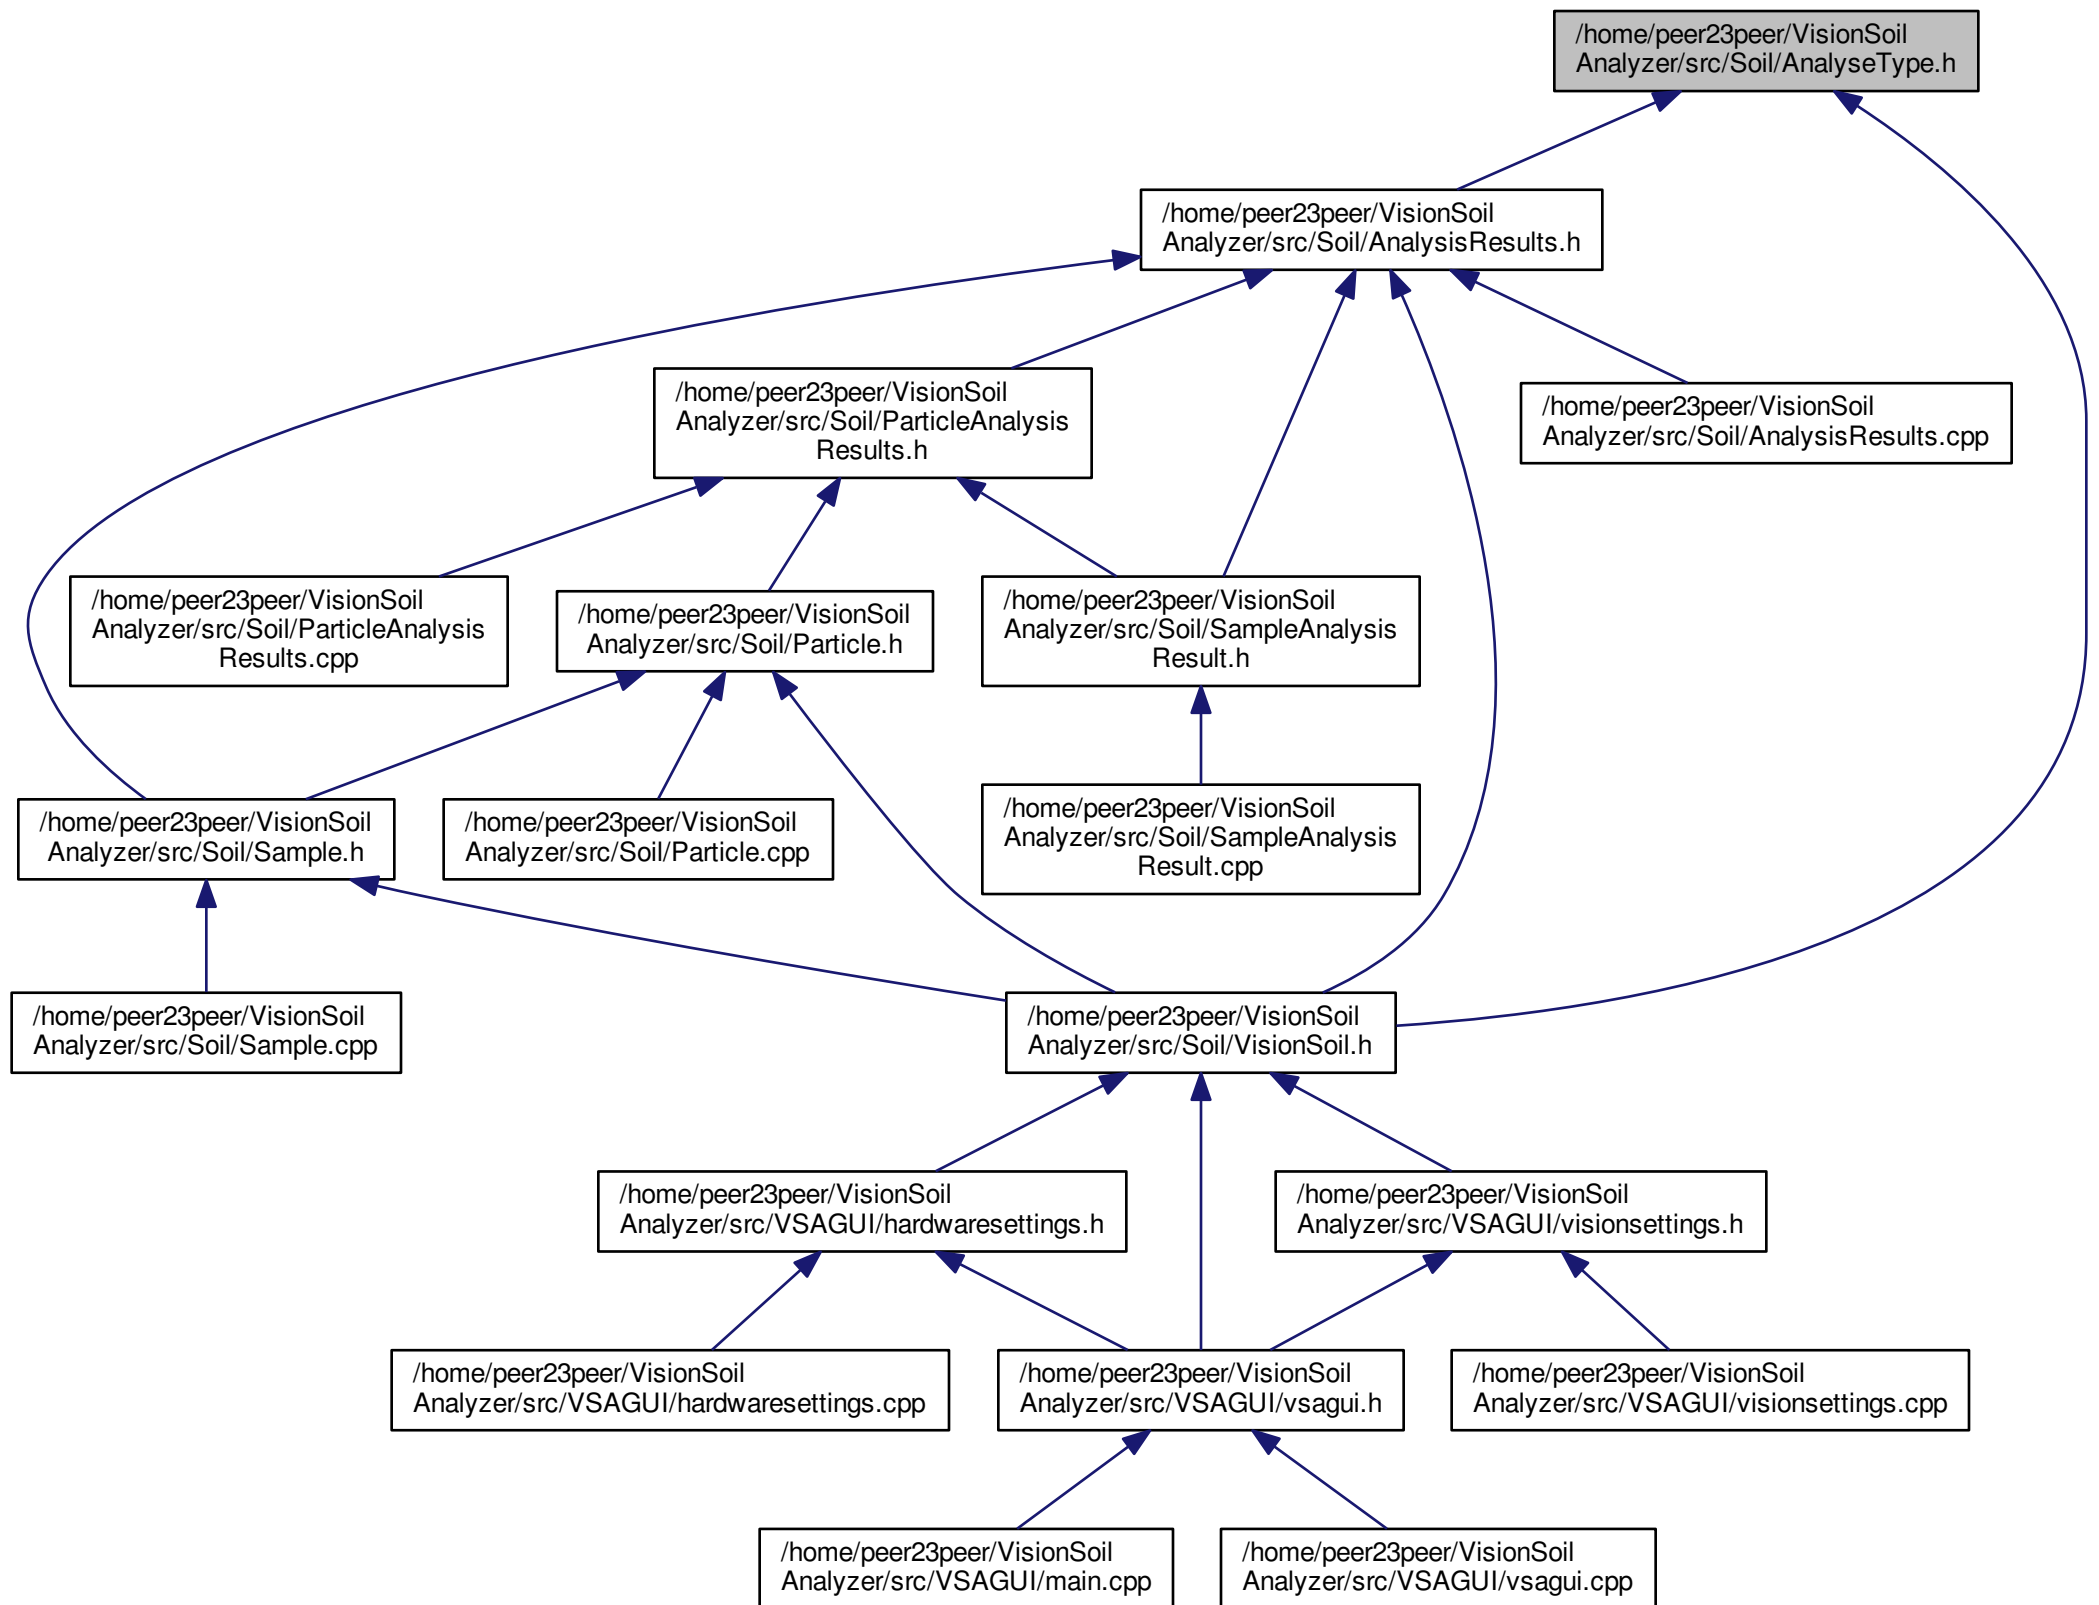 /home/peer23peer/VisionSoil
Analyzer/src/Soil/AnalyseType.h
/home/peer23peer/VisionSoil
Analyzer/src/Soil/AnalysisResults.h
/home/peer23peer/VisionSoil
Analyzer/src/Soil/ParticleAnalysis
Results.h
/home/peer23peer/VisionSoil
Analyzer/src/Soil/AnalysisResults.cpp
/home/peer23peer/VisionSoil
Analyzer/src/Soil/ParticleAnalysis
Results.cpp
/home/peer23peer/VisionSoil
Analyzer/src/Soil/Particle.h
/home/peer23peer/VisionSoil
Analyzer/src/Soil/SampleAnalysis
Result.h
/home/peer23peer/VisionSoil
Analyzer/src/Soil/Sample.h
/home/peer23peer/VisionSoil
Analyzer/src/Soil/Particle.cpp
/home/peer23peer/VisionSoil
Analyzer/src/Soil/SampleAnalysis
Result.cpp
/home/peer23peer/VisionSoil
Analyzer/src/Soil/Sample.cpp
/home/peer23peer/VisionSoil
Analyzer/src/Soil/VisionSoil.h
/home/peer23peer/VisionSoil
Analyzer/src/VSAGUI/hardwaresettings.h
/home/peer23peer/VisionSoil
Analyzer/src/VSAGUI/visionsettings.h
/home/peer23peer/VisionSoil
Analyzer/src/VSAGUI/hardwaresettings.cpp
/home/peer23peer/VisionSoil
Analyzer/src/VSAGUI/vsagui.h
/home/peer23peer/VisionSoil
Analyzer/src/VSAGUI/visionsettings.cpp
/home/peer23peer/VisionSoil
Analyzer/src/VSAGUI/main.cpp
/home/peer23peer/VisionSoil
Analyzer/src/VSAGUI/vsagui.cpp